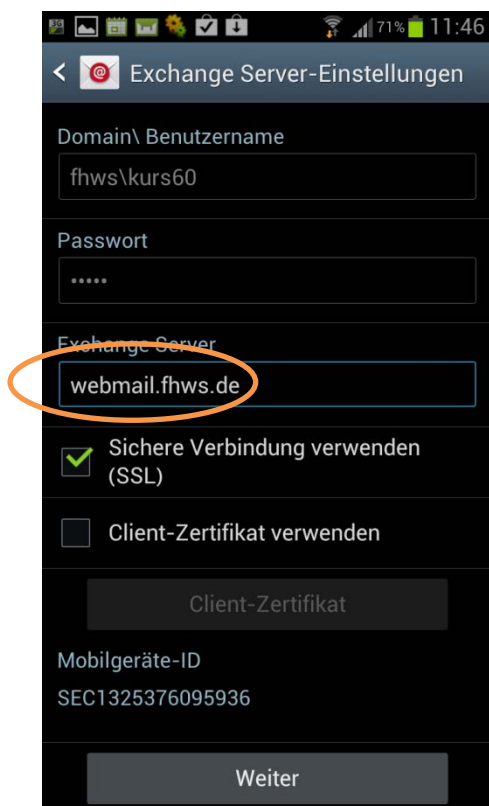 71% 11:46
Exchange Server-Einstellungen
Domain\ Benutzername
fhws\kurs60
Passwort
•••••
Exchange Server
webmail.fhws.de
Sichere Verbindung verwenden
(SSL)
Client-Zertifikat verwenden
Client-Zertifikat
Mobilgeräte-ID
SEC1325376095936
Weiter